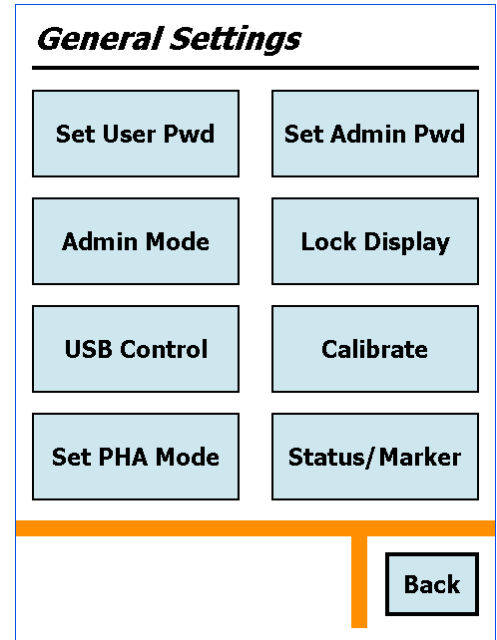 General Settings
Set User Pwd
Set Admin Pwd
Admin Mode
Lock Display
USB Control
Calibrate
Set PHA Mode
Status/Marker
Back